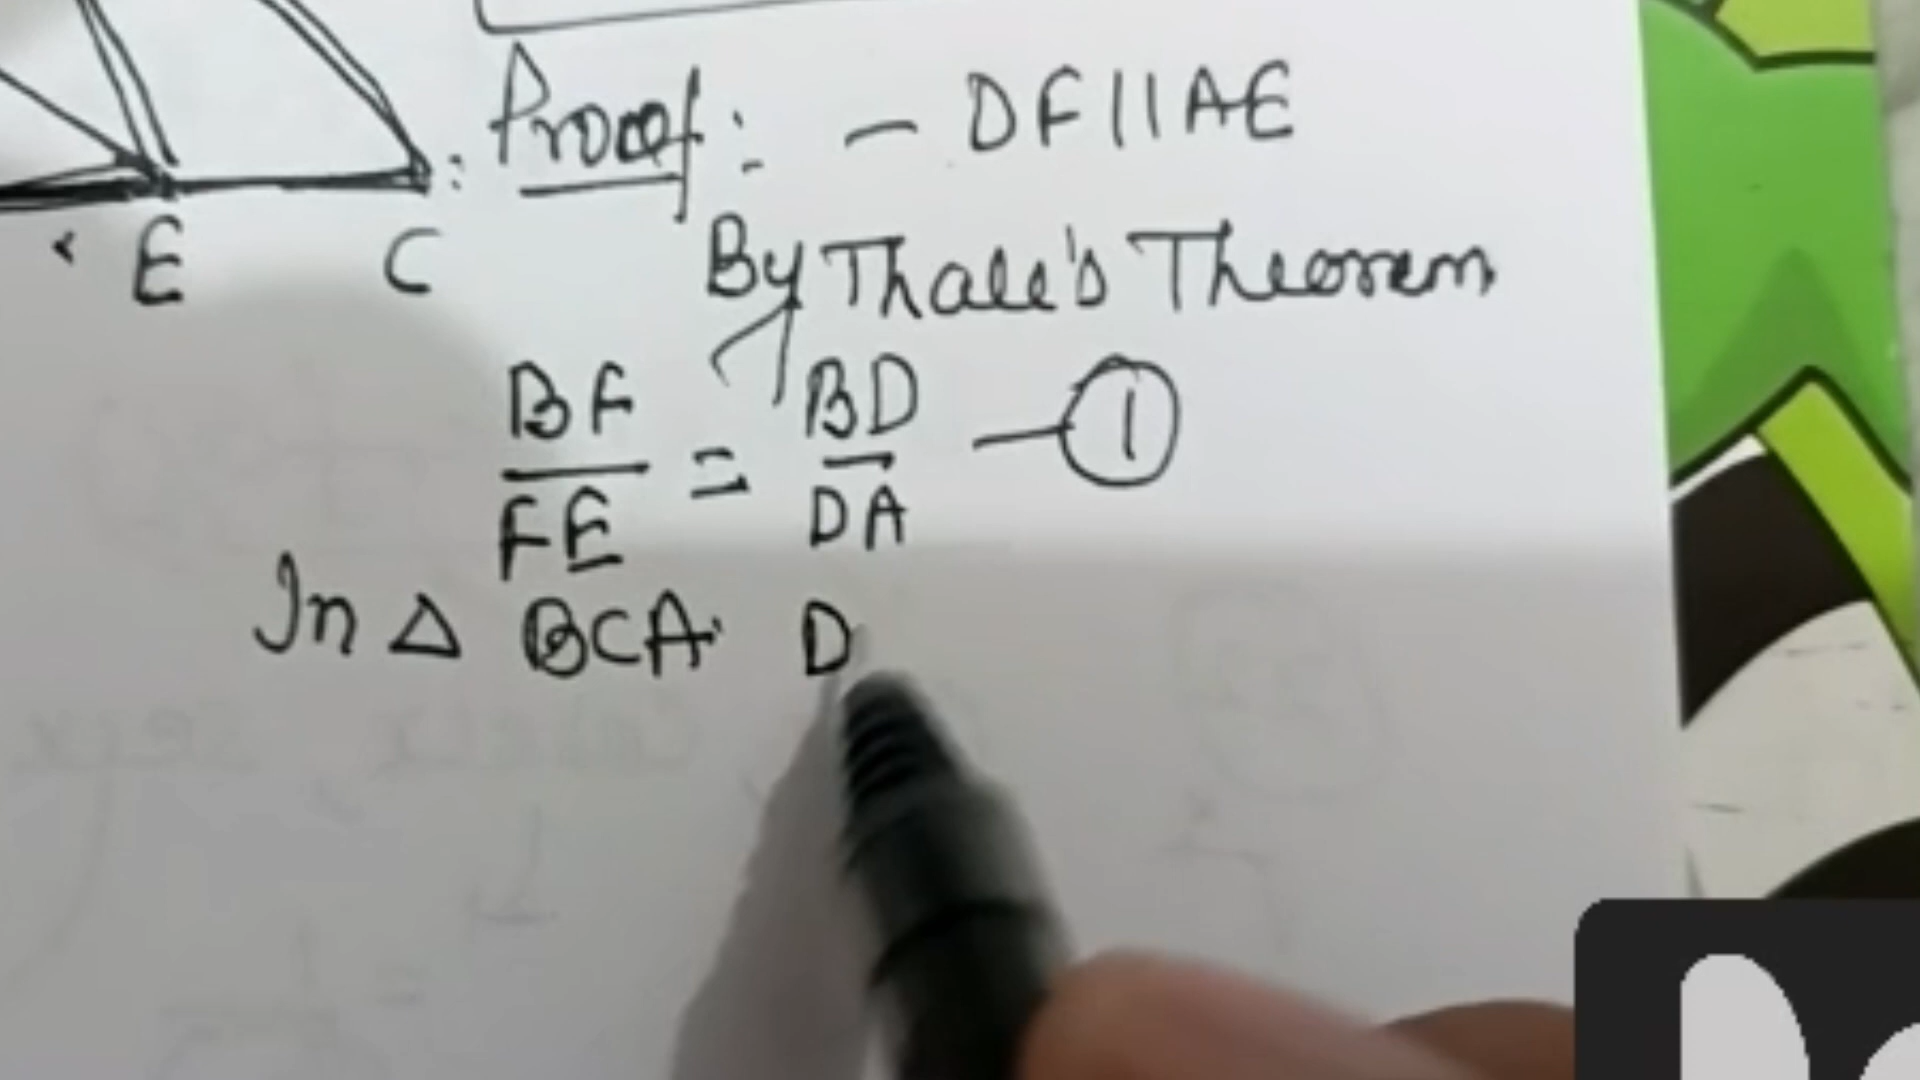 Proof : - DF || AE
E C
By Thale's Theorem
BF / FE = BD / DA - ①
In △ BCA. D